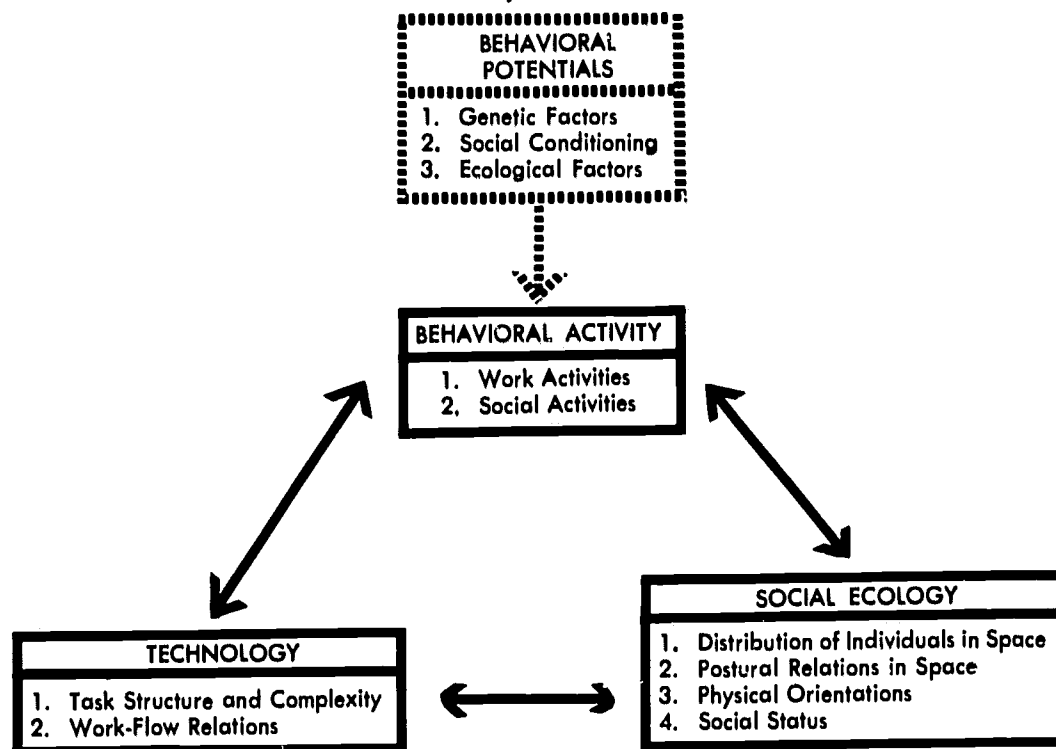 BEHAVIORAL
POTENTIALS
1. Genetic Factors
2. Social Conditioning
3. Ecological Factors
BEHAVIORAL ACTIVITY
1. Work Activities
2. Social Activities
TECHNOLOGY
1. Task Structure and Complexity
2. Work-Flow Relations
SOCIAL ECOLOGY
1. Distribution of Individuals in Space
2. Postural Relations in Space
3. Physical Orientations
4. Social Status